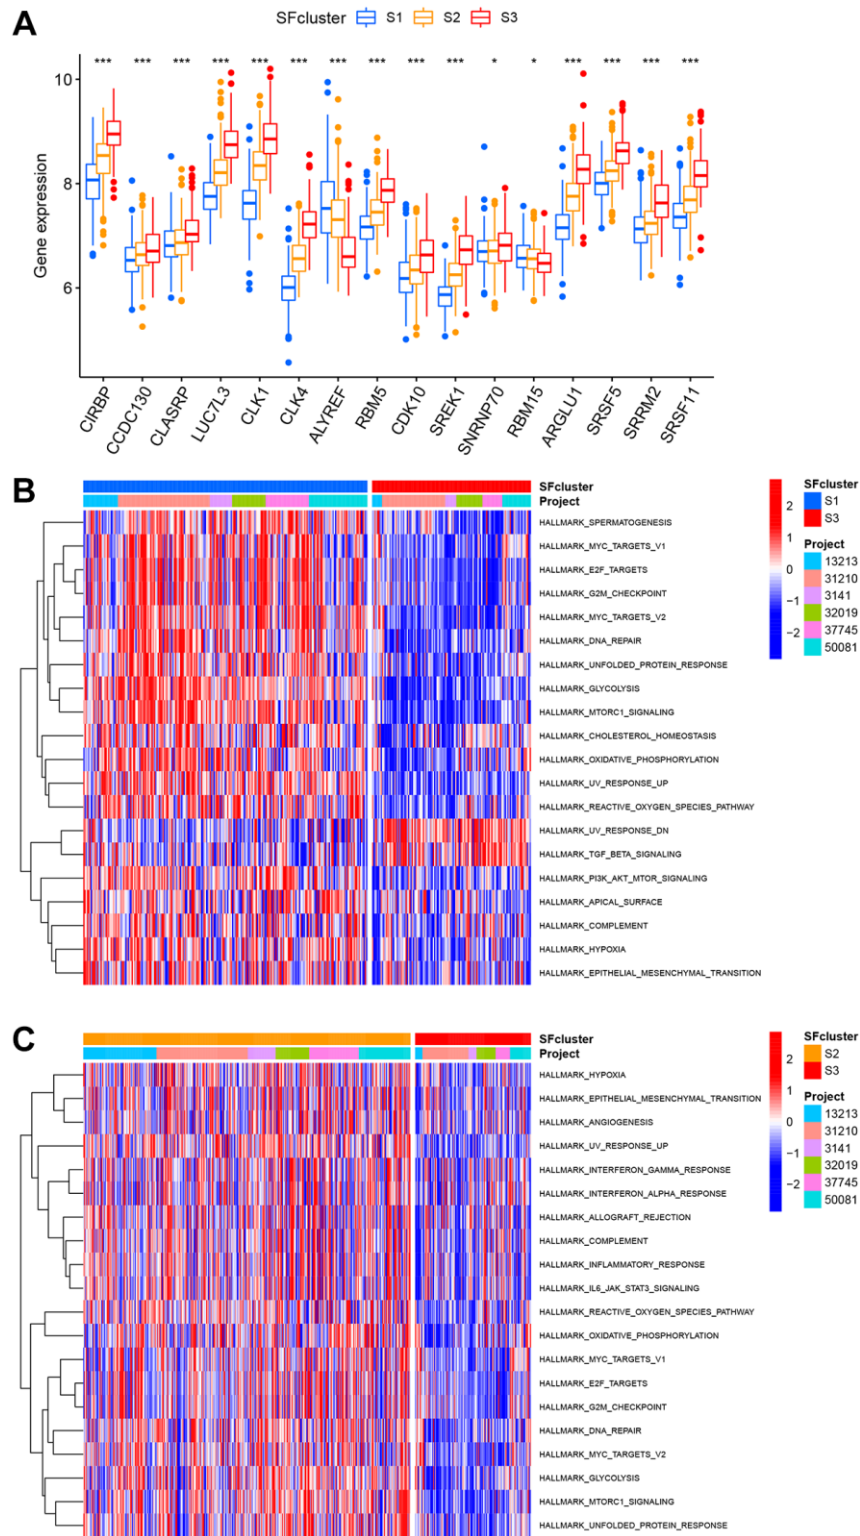 A
SFcluster S1 S2 S3
*** *** *** *** *** *** *** *** *** *** * * *** *** *** ***
Gene expression
10
8
6
CIRBP
CCDC130
CLASRP
LUC7L3
CLK1
CLK4
ALYREF
RBM5
CDK10
SREK1
SNRNP70
RBM15
ARGLU1
SRSF5
SRRM2
SRSF11
B
SFcluster
Project
HALLMARK_SPERMATOGENESIS
HALLMARK_MYC_TARGETS_V1
HALLMARK_E2F_TARGETS
HALLMARK_G2M_CHECKPOINT
HALLMARK_MYC_TARGETS_V2
HALLMARK_DNA_REPAIR
HALLMARK_UNFOLDED_PROTEIN_RESPONSE
HALLMARK_GLYCOLYSIS
HALLMARK_MTORC1_SIGNALING
HALLMARK_CHOLESTEROL_HOMEOSTASIS
HALLMARK_OXIDATIVE_PHOSPHORYLATION
HALLMARK_UV_RESPONSE_UP
HALLMARK_REACTIVE_OXYGEN_SPECIES_PATHWAY
HALLMARK_UV_RESPONSE_DN
HALLMARK_TGF_BETA_SIGNALING
HALLMARK_PI3K_AKT_MTOR_SIGNALING
HALLMARK_APICAL_SURFACE
HALLMARK_COMPLEMENT
HALLMARK_HYPOXIA
HALLMARK_EPITHELIAL_MESENCHYMAL_TRANSITION
2
1
0
−1
−2
SFcluster
S1
S3
Project
13213
31210
3141
32019
37745
50081
C
SFcluster
Project
HALLMARK_HYPOXIA
HALLMARK_EPITHELIAL_MESENCHYMAL_TRANSITION
HALLMARK_ANGIOGENESIS
HALLMARK_UV_RESPONSE_UP
HALLMARK_INTERFERON_GAMMA_RESPONSE
HALLMARK_INTERFERON_ALPHA_RESPONSE
HALLMARK_ALLOGRAFT_REJECTION
HALLMARK_COMPLEMENT
HALLMARK_INFLAMMATORY_RESPONSE
HALLMARK_IL6_JAK_STAT3_SIGNALING
HALLMARK_REACTIVE_OXYGEN_SPECIES_PATHWAY
HALLMARK_OXIDATIVE_PHOSPHORYLATION
HALLMARK_MYC_TARGETS_V1
HALLMARK_E2F_TARGETS
HALLMARK_G2M_CHECKPOINT
HALLMARK_DNA_REPAIR
HALLMARK_MYC_TARGETS_V2
HALLMARK_GLYCOLYSIS
HALLMARK_MTORC1_SIGNALING
HALLMARK_UNFOLDED_PROTEIN_RESPONSE
2
1
0
−1
−2
SFcluster
S2
S3
Project
13213
31210
3141
32019
37745
50081